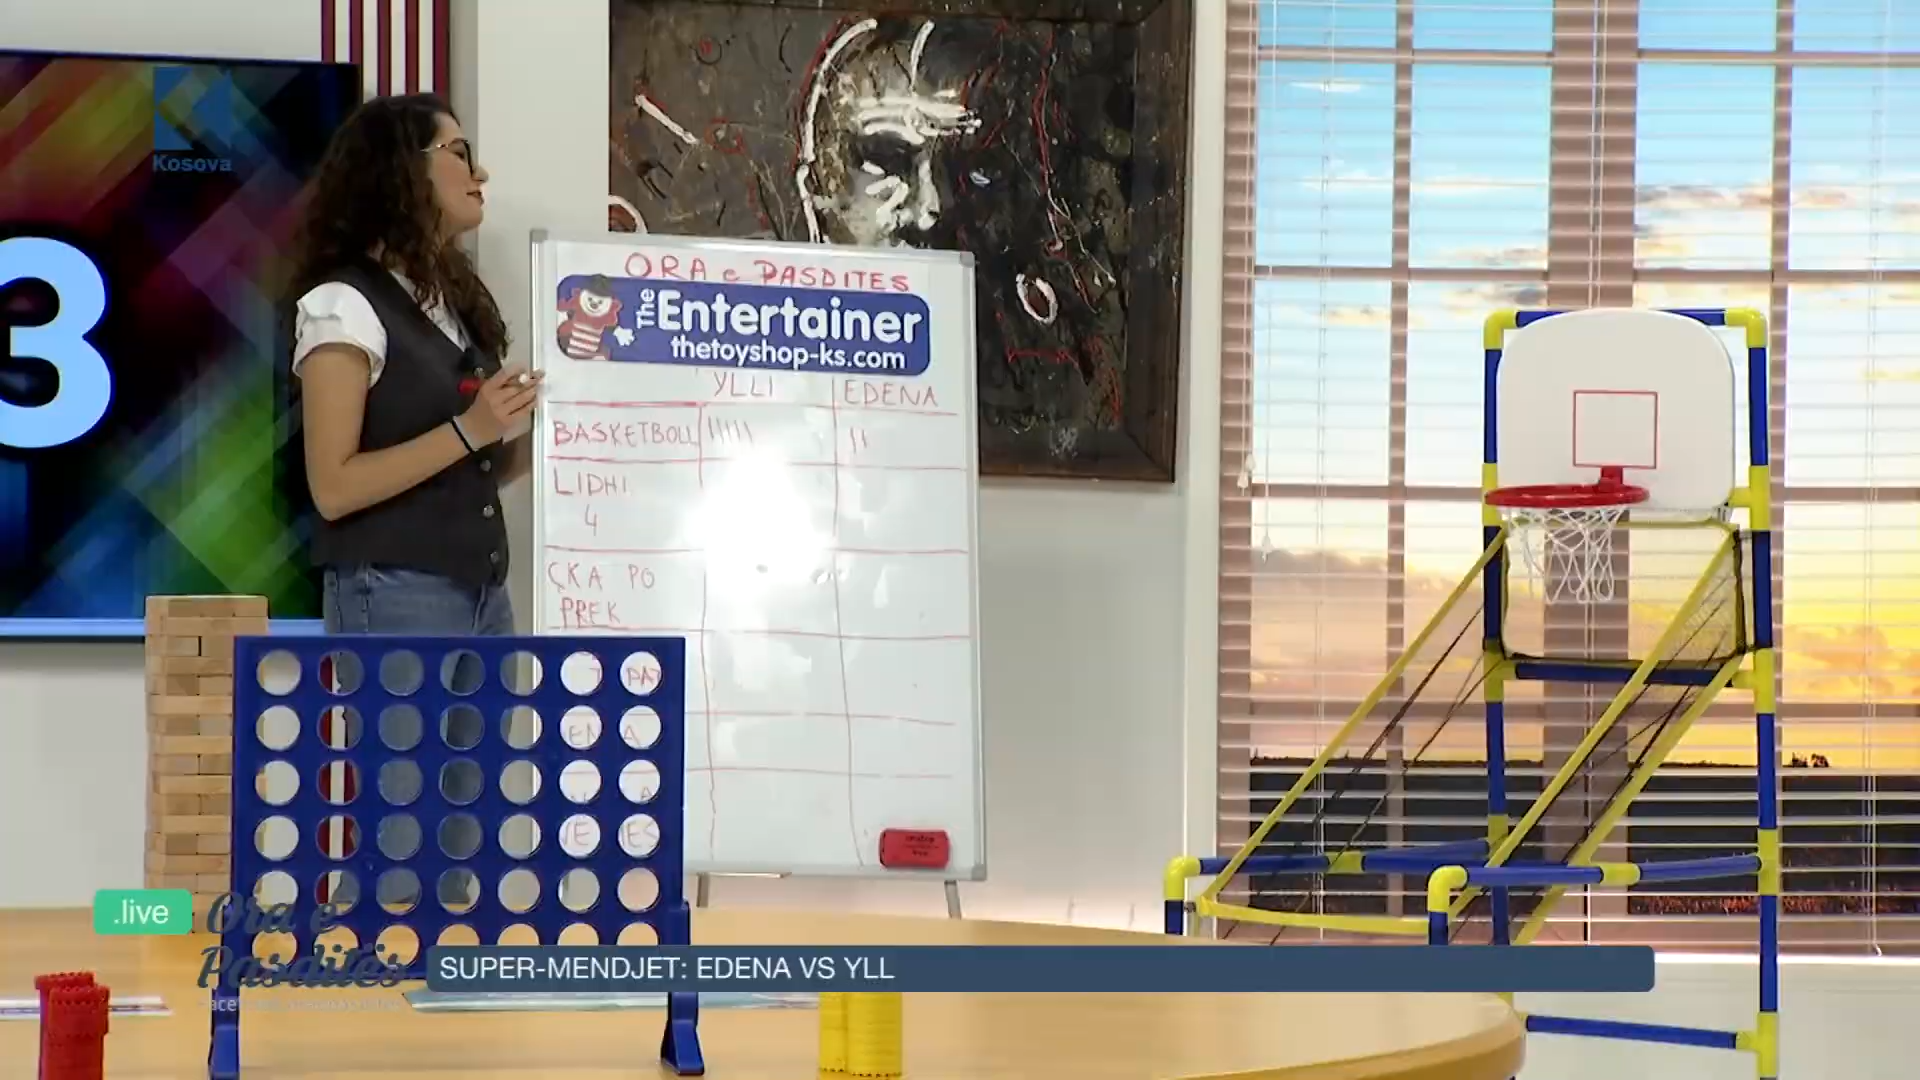 3
Kosova
ORA e PASDITES
The Entertainer
thetoyshop-ks.com
YLLI EDENA
BASKETBOLL
LIDHI
4
ÇKA PO
PREK
.live
Ora e
Pasdites
SUPER-MENDJET: EDENA VS YLL